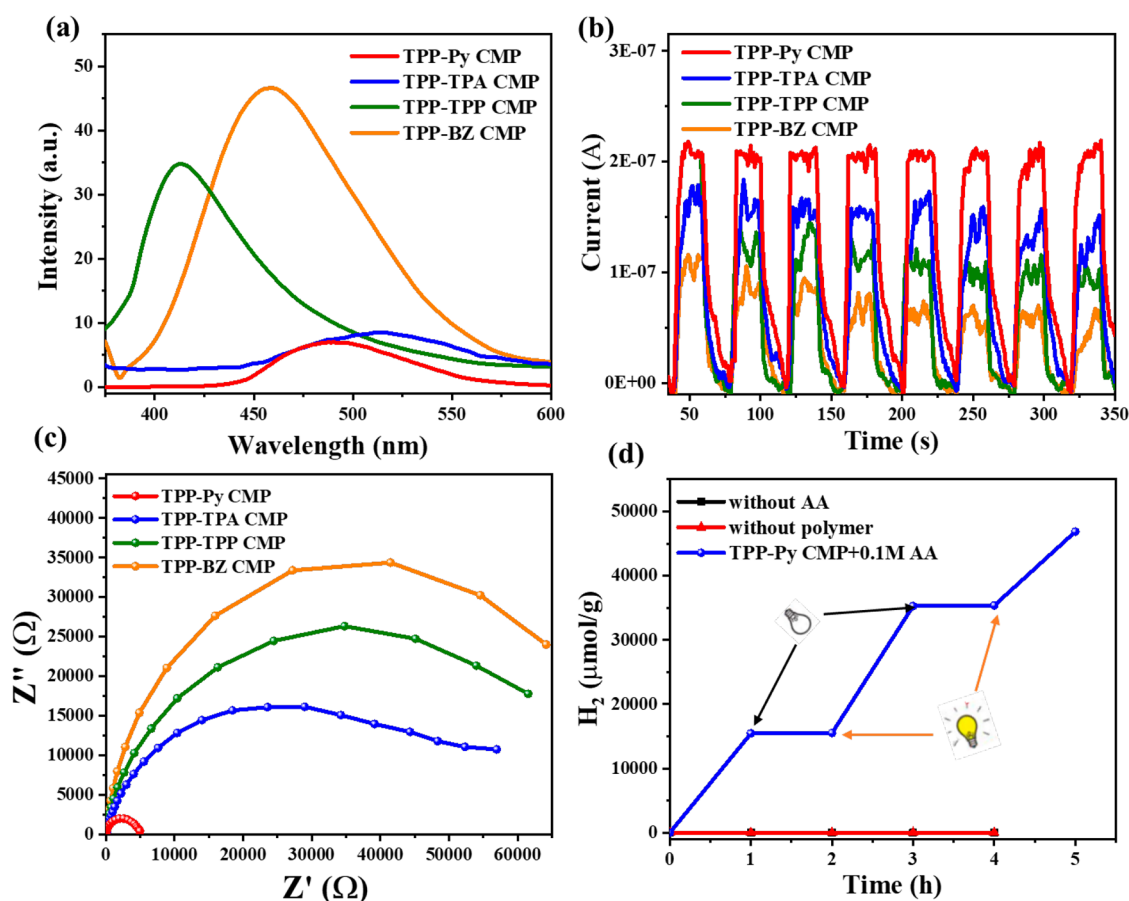 (a)
TPP-Py CMP
TPP-TPA CMP
TPP-TPP CMP
TPP-BZ CMP
50
40
30
20
10
0
Intensity (a.u.)
400 450 500 550 600
Wavelength (nm)
(b)
TPP-Py CMP
TPP-TPA CMP
TPP-TPP CMP
TPP-BZ CMP
3E-07
2E-07
1E-07
0E+00
Current (A)
50 100 150 200 250 300 350
Time (s)
(c)
TPP-Py CMP
TPP-TPA CMP
TPP-TPP CMP
TPP-BZ CMP
45000
40000
35000
30000
25000
20000
15000
10000
5000
0
Z'' (Ω)
0 10000 20000 30000 40000 50000 60000
Z' (Ω)
(d)
without AA
without polymer
TPP-Py CMP+0.1M AA
50000
40000
30000
20000
10000
0
H₂ (μmol/g)
0 1 2 3 4 5
Time (h)